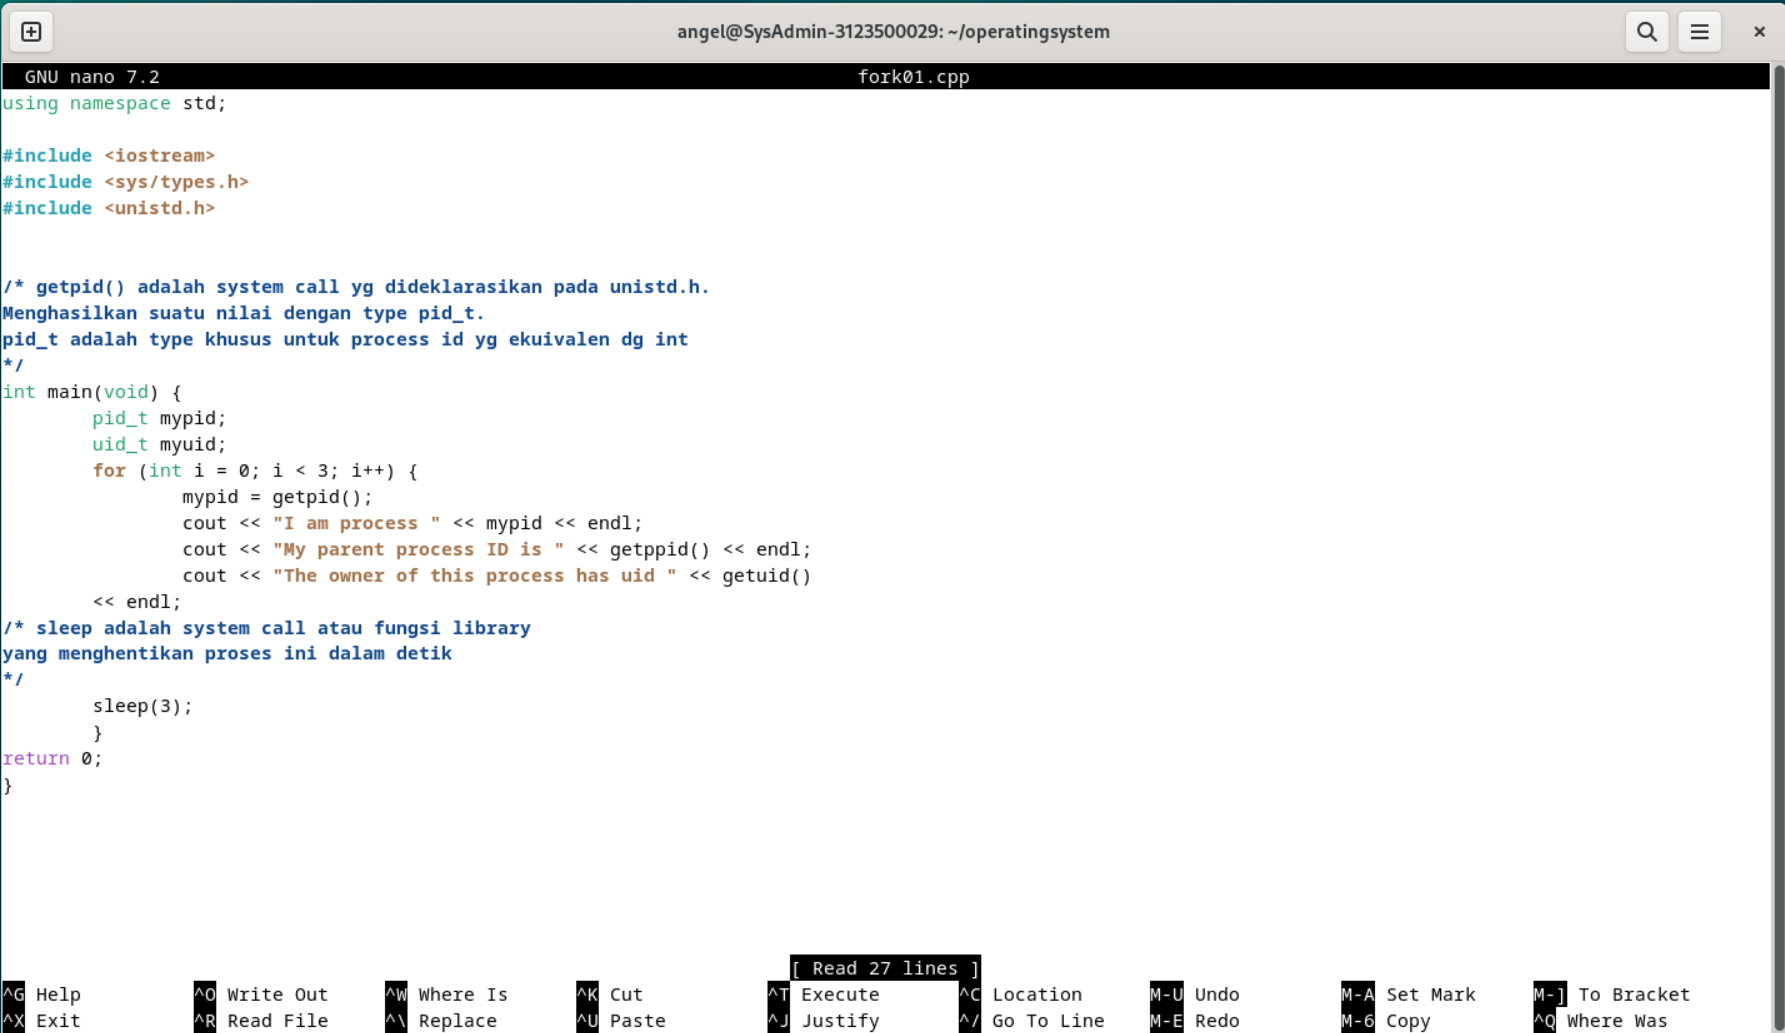 angel@SysAdmin-3123500029: ~/operatingsystem
GNU nano 7.2 fork01.cpp
using namespace std;
#include <iostream>
#include <sys/types.h>
#include <unistd.h>
/* getpid() adalah system call yg dideklarasikan pada unistd.h.
Menghasilkan suatu nilai dengan type pid_t.
pid_t adalah type khusus untuk process id yg ekuivalen dg int
*/
int main(void) {
        pid_t mypid;
        uid_t myuid;
        for (int i = 0; i < 3; i++) {
                mypid = getpid();
                cout << "I am process " << mypid << endl;
                cout << "My parent process ID is " << getppid() << endl;
                cout << "The owner of this process has uid " << getuid()
        << endl;
/* sleep adalah system call atau fungsi library
yang menghentikan proses ini dalam detik
*/
        sleep(3);
        }
return 0;
}
[ Read 27 lines ]
^G Help ^O Write Out ^W Where Is ^K Cut ^T Execute ^C Location M-U Undo M-A Set Mark M-] To Bracket
^X Exit ^R Read File ^\ Replace ^U Paste ^J Justify ^/ Go To Line M-E Redo M-6 Copy ^Q Where Was